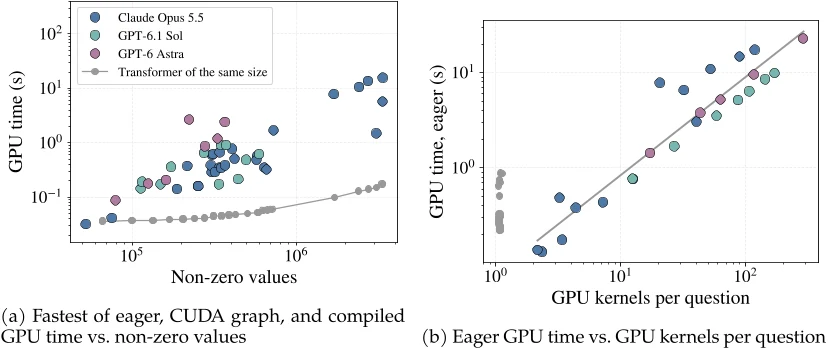 Claude Opus 5.5
GPT-6.1 Sol
GPT-6 Astra
Transformer of the same size
GPU time (s)
10²
10¹
10⁰
10⁻¹
10⁵
10⁶
Non-zero values
(a) Fastest of eager, CUDA graph, and compiled
GPU time vs. non-zero values
GPU time, eager (s)
10¹
10⁰
10⁰
10¹
10²
GPU kernels per question
(b) Eager GPU time vs. GPU kernels per question